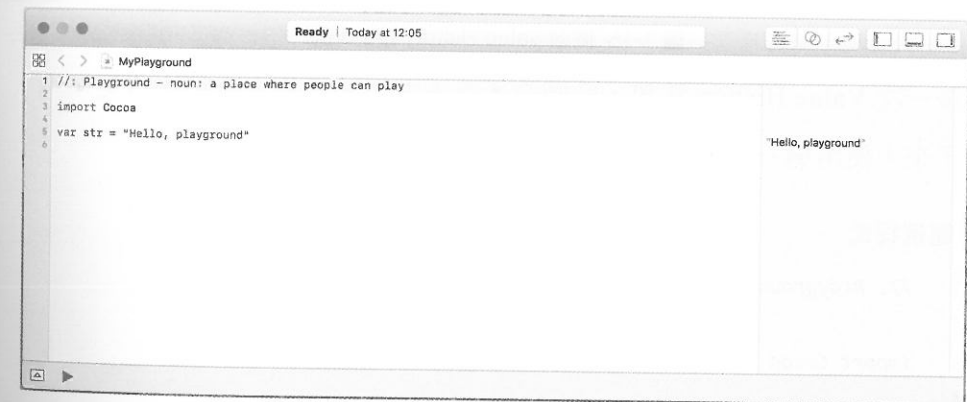 Ready | Today at 12:05
MyPlayground
1 //: Playground – noun: a place where people can play
2
3 import Cocoa
4
5 var str = "Hello, playground"
6
"Hello, playground"